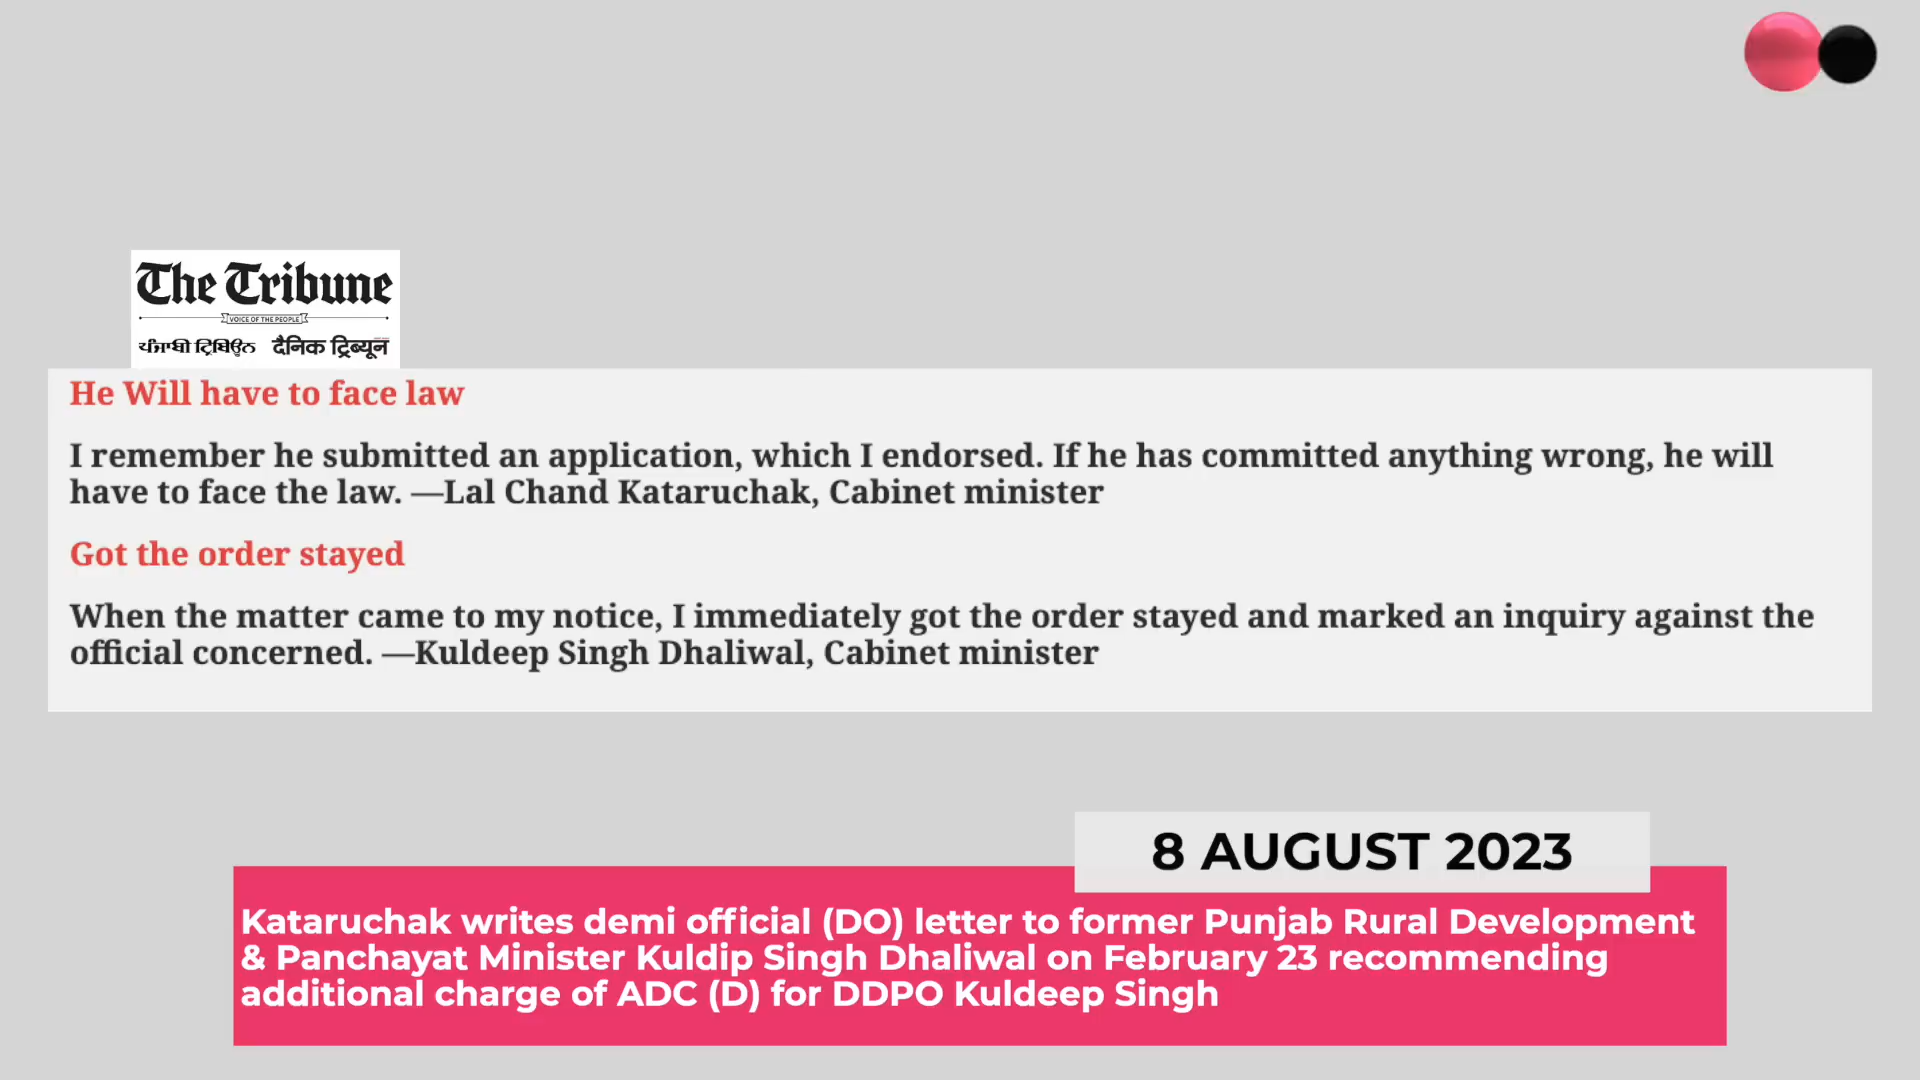 The Tribune
VOICE OF THE PEOPLE
ਪੰਜਾਬੀ ਟ੍ਰਿਬਿਊਨ दैनिक ट्रिब्यून
He Will have to face law
I remember he submitted an application, which I endorsed. If he has committed anything wrong, he will
have to face the law. —Lal Chand Kataruchak, Cabinet minister
Got the order stayed
When the matter came to my notice, I immediately got the order stayed and marked an inquiry against the
official concerned. —Kuldeep Singh Dhaliwal, Cabinet minister
8 AUGUST 2023
Kataruchak writes demi official (DO) letter to former Punjab Rural Development
& Panchayat Minister Kuldip Singh Dhaliwal on February 23 recommending
additional charge of ADC (D) for DDPO Kuldeep Singh